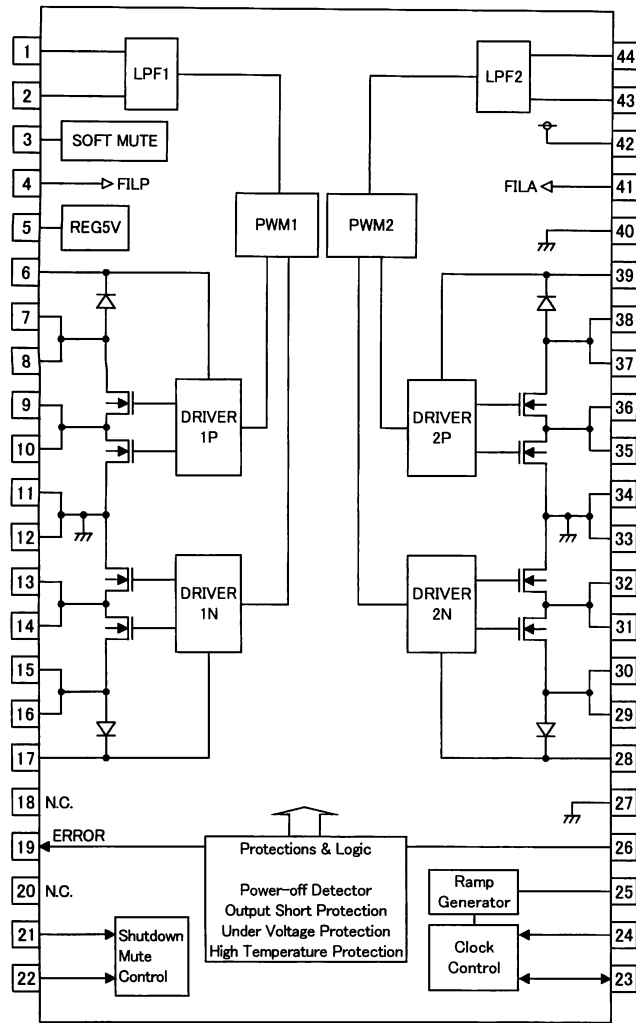 1
LPF1
2
3
SOFT MUTE
4
FILP
5
REG5V
PWM1
6
7
8
9
DRIVER
1P
10
11
12
13
DRIVER
1N
14
15
16
17
18 N.C.
19 ERROR
20 N.C.
21
Shutdown
Mute
Control
22
Protections & Logic
Power-off Detector
Output Short Protection
Under Voltage Protection
High Temperature Protection
44
LPF2
43
42
FILA
41
40
PWM2
39
38
37
36
DRIVER
2P
35
34
33
32
DRIVER
2N
31
30
29
28
27
26
Ramp
Generator
25
24
Clock
Control
23